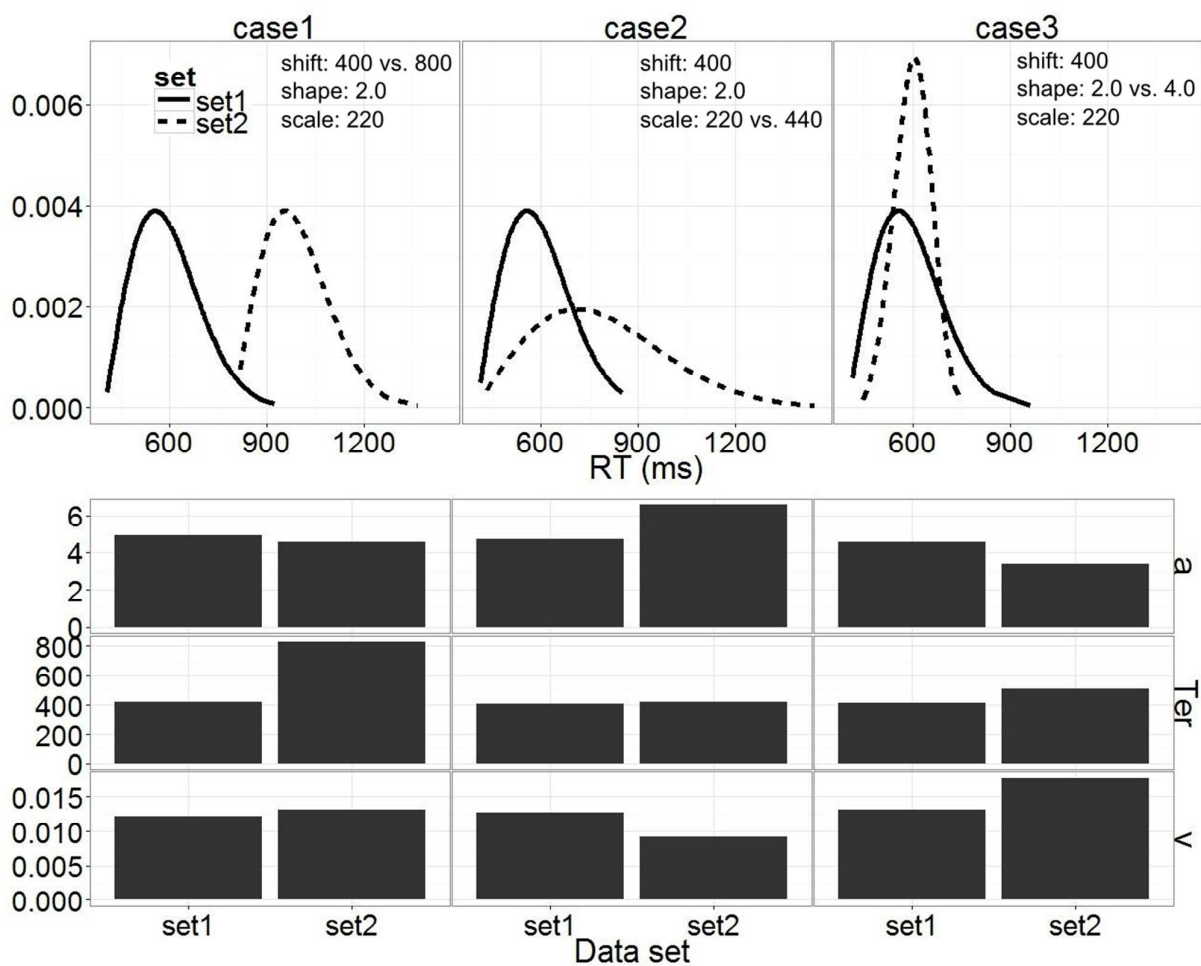 case1 case2 case3
set
set1
set2
shift: 400 vs. 800
shape: 2.0
scale: 220
shift: 400
shape: 2.0
scale: 220 vs. 440
shift: 400
shape: 2.0 vs. 4.0
scale: 220
0.006
0.004
0.002
0.000
600 900 1200 600 900 1200 600 900 1200
RT (ms)
6
4
2
0
a
800
600
400
200
0
Ter
0.015
0.010
0.005
0.000
v
set1 set2 set1 set2 set1 set2
Data set